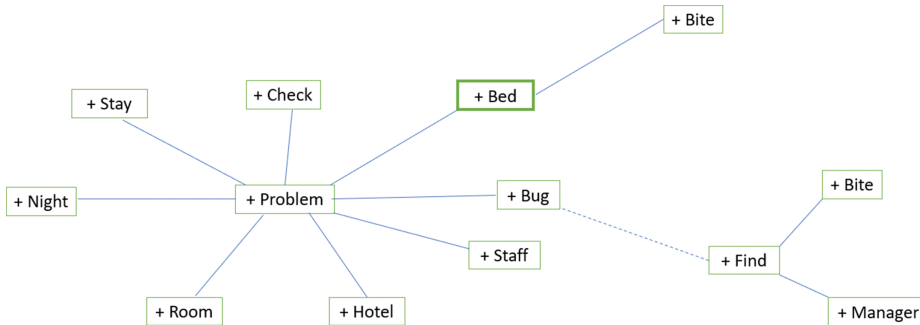 + Bite
+ Check
+ Bed
+ Stay
+ Bite
+ Night
+ Problem
+ Bug
+ Staff
+ Find
+ Room
+ Hotel
+ Manager